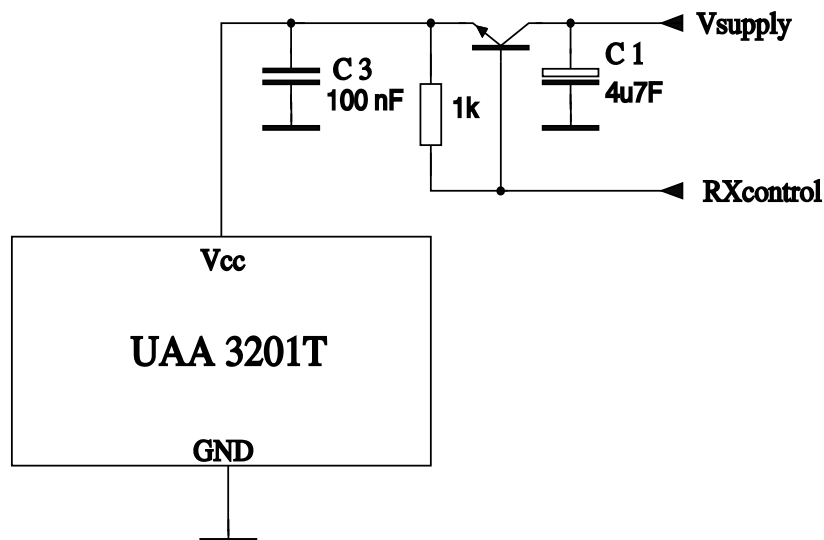 Vsupply
C 3
100 nF
1k
C 1
4u7F
RXcontrol
Vcc
UAA 3201T
GND